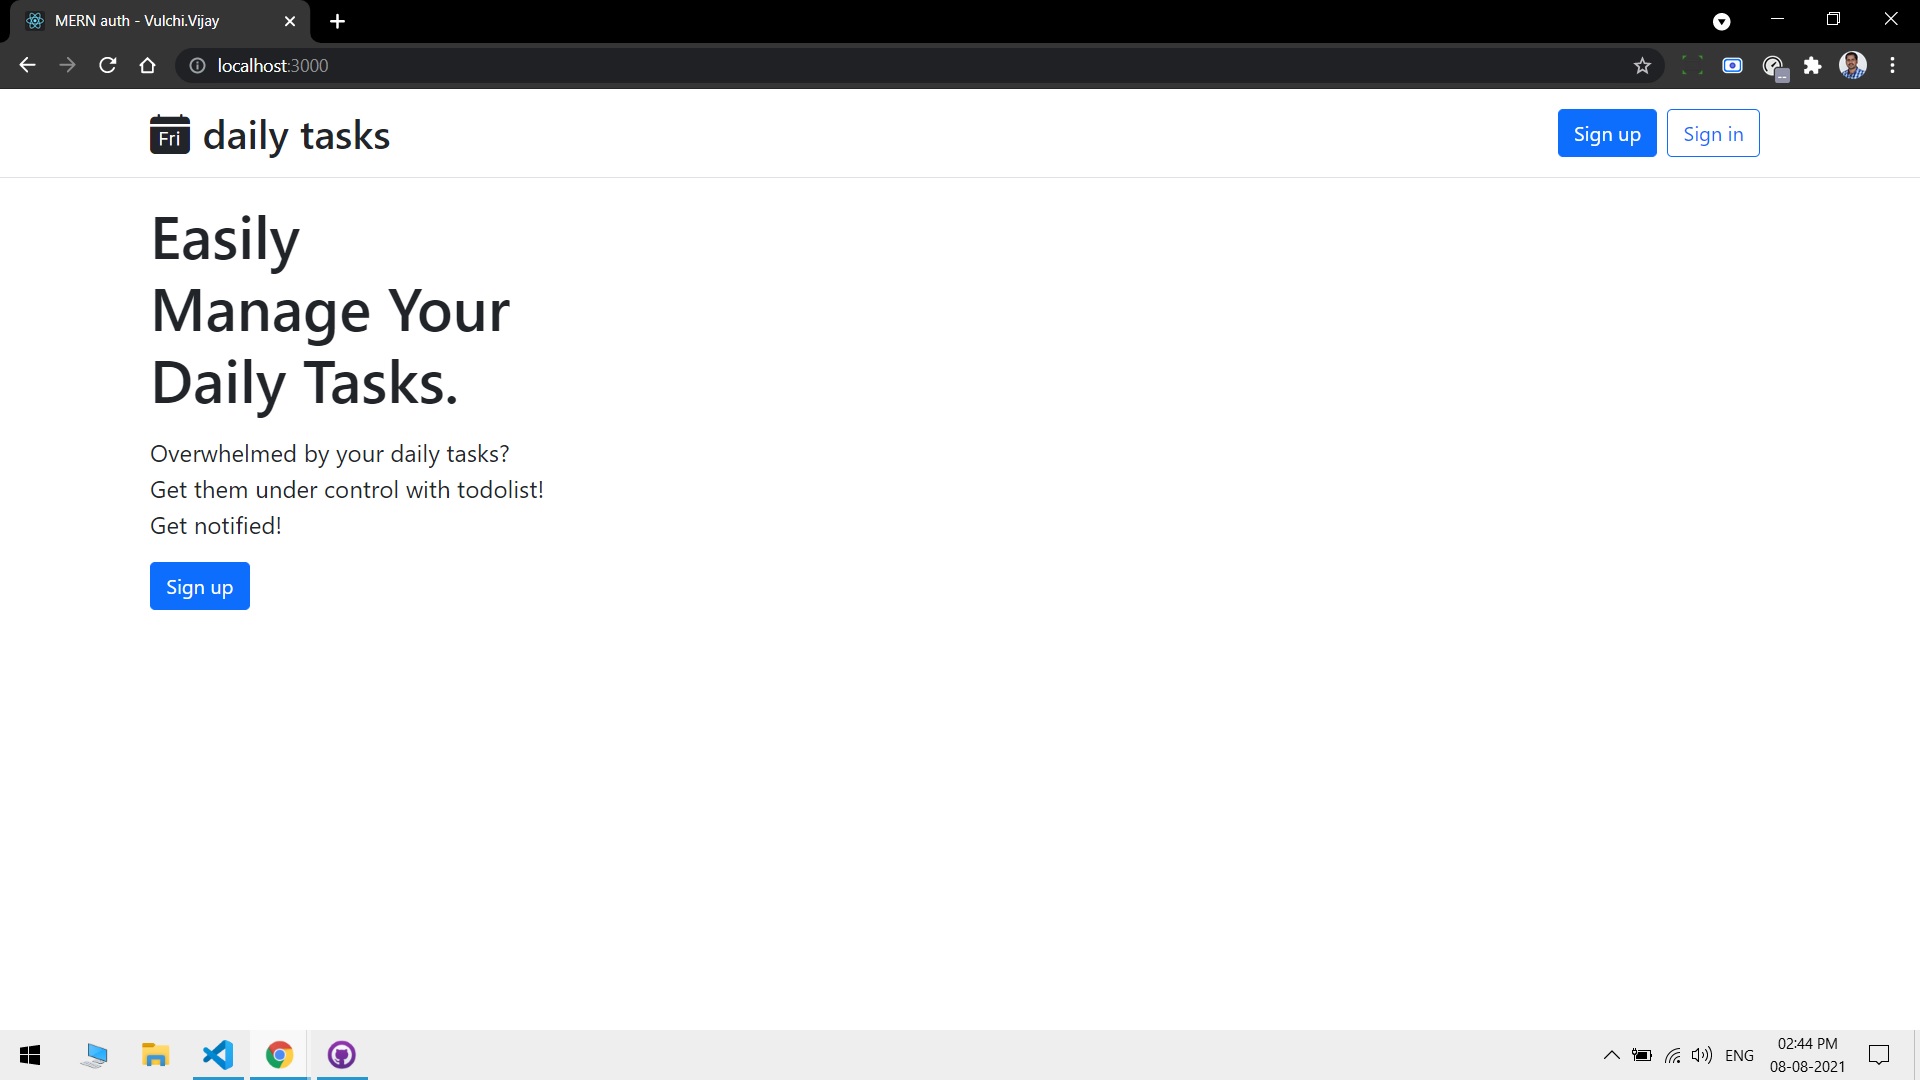 MERN auth - Vulchi.Vijay
localhost:3000
Fri daily tasks
Sign up
Sign in
Easily
Manage Your
Daily Tasks.
Overwhelmed by your daily tasks?
Get them under control with todolist!
Get notified!
Sign up
ENG
02:44 PM
08-08-2021